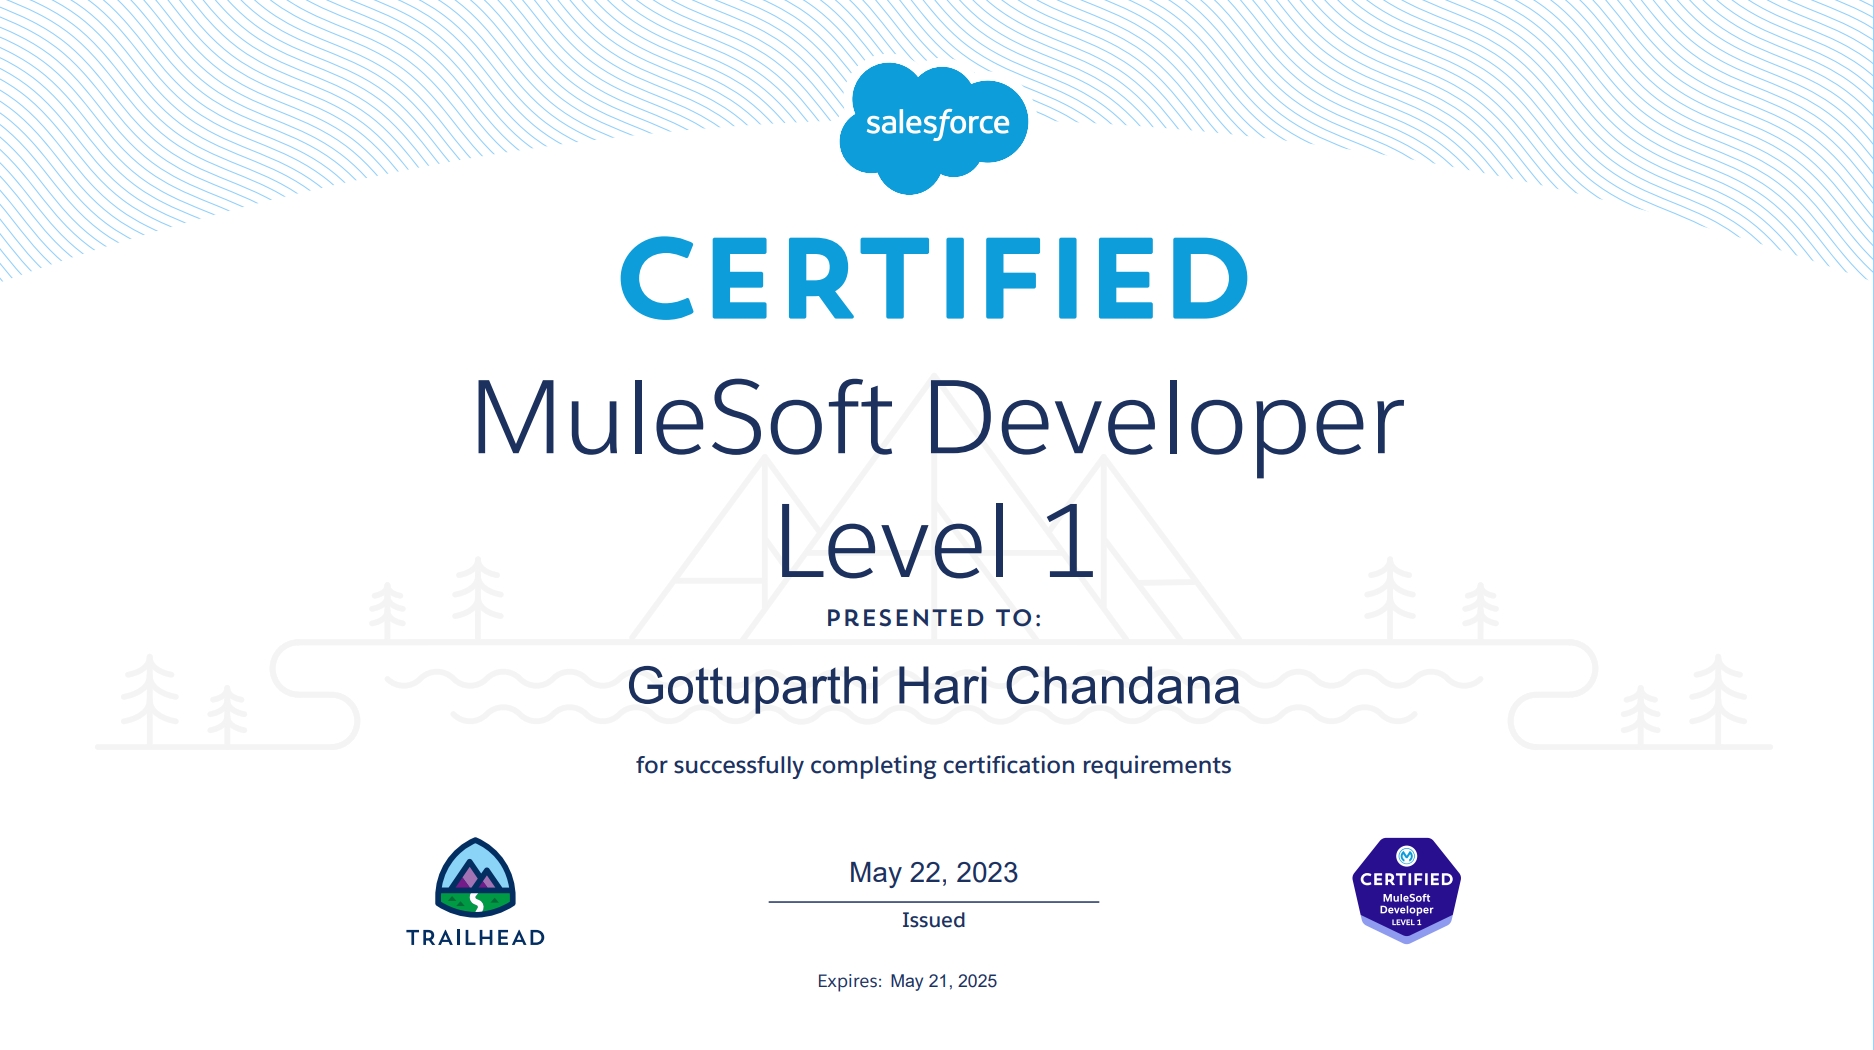 salesforce
CERTIFIED
MuleSoft Developer
Level 1
PRESENTED TO:
Gottuparthi Hari Chandana
for successfully completing certification requirements
TRAILHEAD
May 22, 2023
Issued
Expires: May 21, 2025
CERTIFIED
MuleSoft
Developer
LEVEL 1